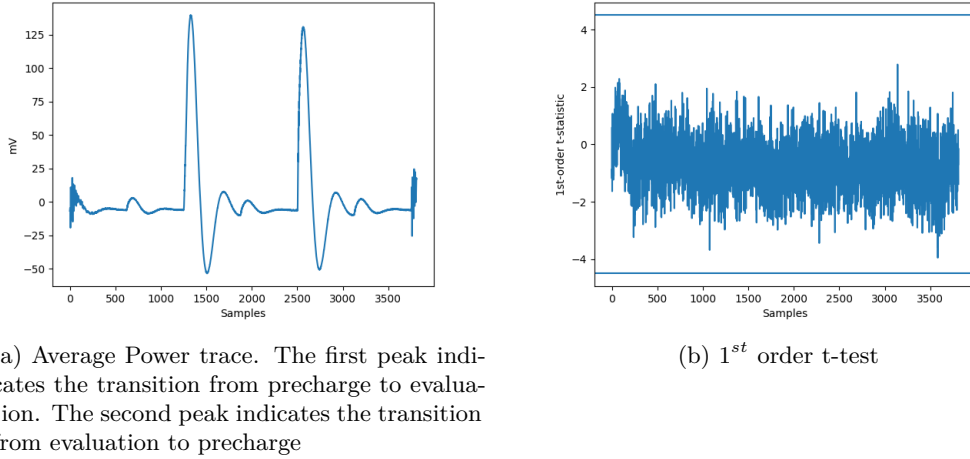 125
100
75
50
25
0
−25
−50
mV
0 500 1000 1500 2000 2500 3000 3500
Samples
4
2
0
−2
−4
1st-order t-statistic
0 500 1000 1500 2000 2500 3000 3500
Samples
a) Average Power trace. The first peak indi-
cates the transition from precharge to evalua-
ion. The second peak indicates the transition
from evaluation to precharge
(b) 1st order t-test